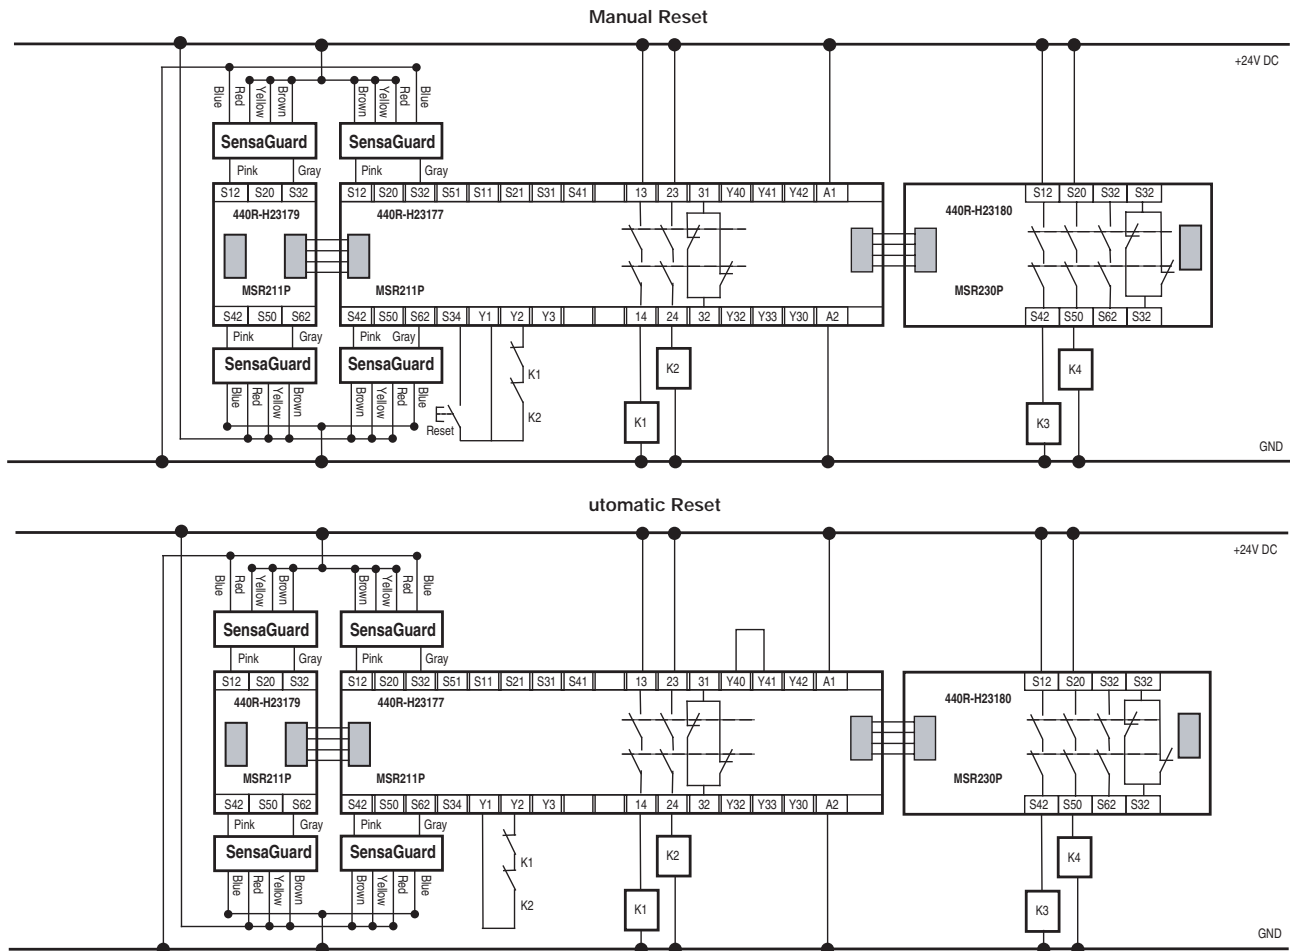 Manual Reset
+24V DC
Blue Red Yellow Brown Brown Yellow Red Blue
SensaGuard SensaGuard
Pink Gray Pink Gray
S12 S20 S32 S12 S20 S32 S51 S11 S21 S31 S41 13 23 31 Y40 Y41 Y42 A1 S12 S20 S32 S32
440R-H23179 440R-H23177 440R-H23180
MSR211P MSR211P MSR230P
S42 S50 S62 S42 S50 S62 S34 Y1 Y2 Y3 14 24 32 Y32 Y33 Y30 A2 S42 S50 S62 S32
Pink Gray Pink Gray
SensaGuard SensaGuard K1 K2 K4
Blue Red Yellow Brown Brown Yellow Red Blue
Reset K2 K1 K3
GND
utomatic Reset
+24V DC
Blue Red Yellow Brown Brown Yellow Red Blue
SensaGuard SensaGuard
Pink Gray Pink Gray
S12 S20 S32 S12 S20 S32 S51 S11 S21 S31 S41 13 23 31 Y40 Y41 Y42 A1 S12 S20 S32 S32
440R-H23179 440R-H23177 440R-H23180
MSR211P MSR211P MSR230P
S42 S50 S62 S42 S50 S62 S34 Y1 Y2 Y3 14 24 32 Y32 Y33 Y30 A2 S42 S50 S62 S32
Pink Gray Pink Gray
SensaGuard SensaGuard K1 K2 K4
Blue Red Yellow Brown Brown Yellow Red Blue
K2 K1 K3
GND